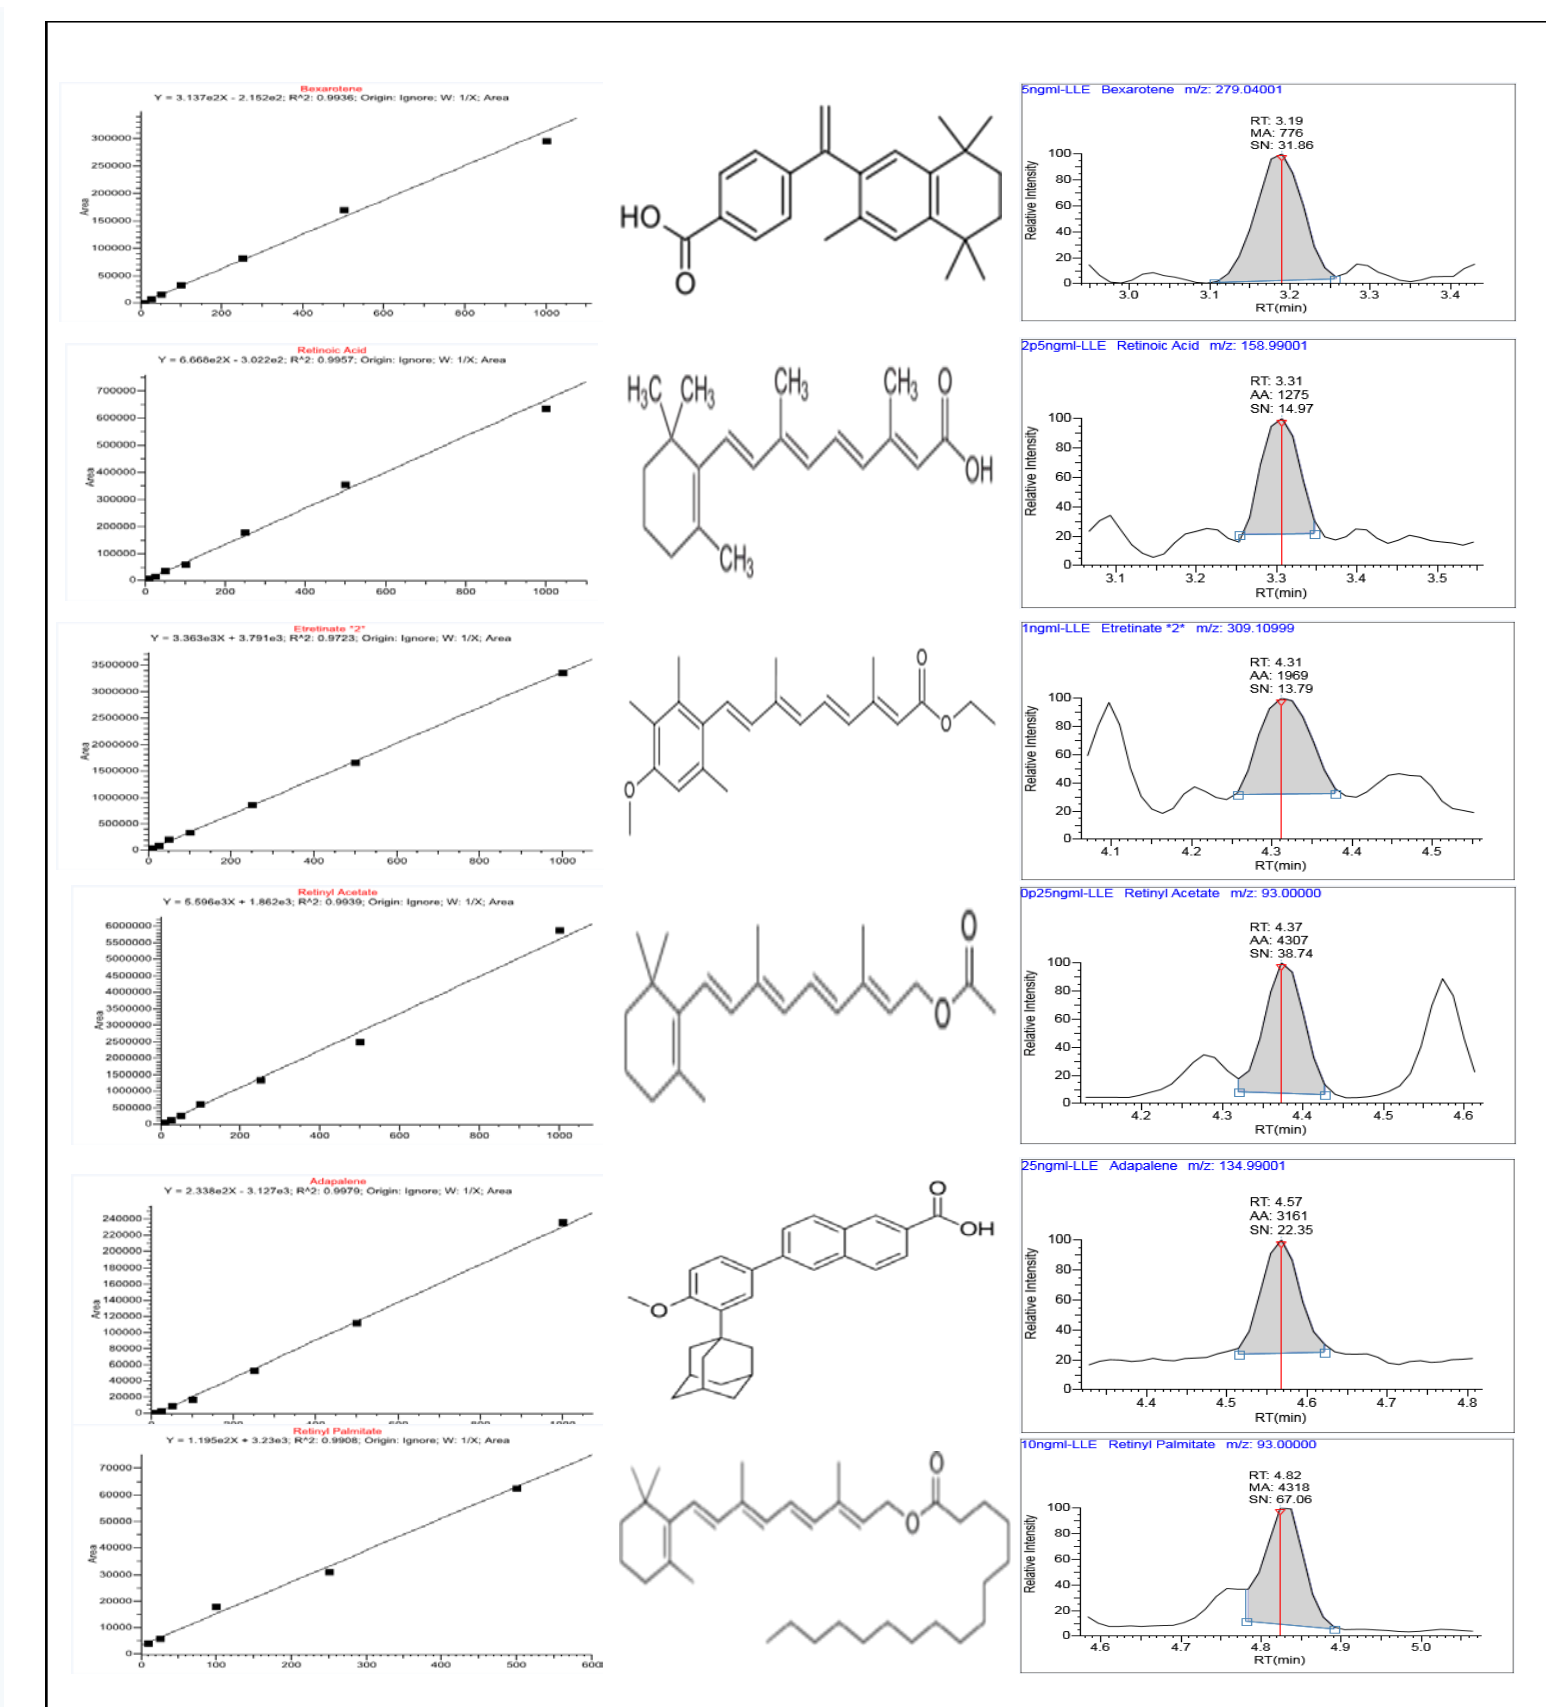 Bexarotene
Y = 3.137e2X - 2.152e2; R^2: 0.9936; Origin: Ignore; W: 1/X; Area
Area
300000
250000
200000
150000
100000
50000
0
0 200 400 600 800 1000
HO
O
5ngml-LLE Bexarotene m/z: 279.04001
RT: 3.19
MA: 776
SN: 31.86
Relative Intensity
100
80
60
40
20
0
3.0 3.1 3.2 3.3 3.4
RT(min)
Retinoic Acid
Y = 6.668e2X - 3.022e2; R^2: 0.9957; Origin: Ignore; W: 1/X; Area
Area
700000
600000
500000
400000
300000
200000
100000
0
0 200 400 600 800 1000
H3C CH3 CH3 CH3 O
OH
CH3
2p5ngml-LLE Retinoic Acid m/z: 158.99001
RT: 3.31
AA: 1275
SN: 14.97
Relative Intensity
100
80
60
40
20
0
3.1 3.2 3.3 3.4 3.5
RT(min)
Etretinate *2*
Y = 3.363e3X + 3.791e3; R^2: 0.9723; Origin: Ignore; W: 1/X; Area
Area
3500000
3000000
2500000
2000000
1500000
1000000
500000
0
0 200 400 600 800 1000
O
O
O
1ngml-LLE Etretinate *2* m/z: 309.10999
RT: 4.31
AA: 1969
SN: 13.79
Relative Intensity
100
80
60
40
20
0
4.1 4.2 4.3 4.4 4.5
RT(min)
Retinyl Acetate
Y = 5.596e3X + 1.862e3; R^2: 0.9939; Origin: Ignore; W: 1/X; Area
Area
6000000
5500000
5000000
4500000
4000000
3500000
3000000
2500000
2000000
1500000
1000000
500000
0
0 200 400 600 800 1000
O
O
0p25ngml-LLE Retinyl Acetate m/z: 93.00000
RT: 4.37
AA: 4307
SN: 38.74
Relative Intensity
100
80
60
40
20
0
4.2 4.3 4.4 4.5 4.6
RT(min)
Adapalene
Y = 2.338e2X - 3.127e3; R^2: 0.9979; Origin: Ignore; W: 1/X; Area
Area
240000
220000
200000
180000
160000
140000
120000
100000
80000
60000
40000
20000
0
O
OH
O
25ngml-LLE Adapalene m/z: 134.99001
RT: 4.57
AA: 3161
SN: 22.35
Relative Intensity
100
80
60
40
20
0
4.4 4.5 4.6 4.7 4.8
RT(min)
Retinyl Palmitate
Y = 1.195e2X + 3.23e3; R^2: 0.9908; Origin: Ignore; W: 1/X; Area
Area
70000
60000
50000
40000
30000
20000
10000
0
0 100 200 300 400 500 600
O
O
10ngml-LLE Retinyl Palmitate m/z: 93.00000
RT: 4.82
MA: 4318
SN: 67.06
Relative Intensity
100
80
60
40
20
0
4.6 4.7 4.8 4.9 5.0
RT(min)